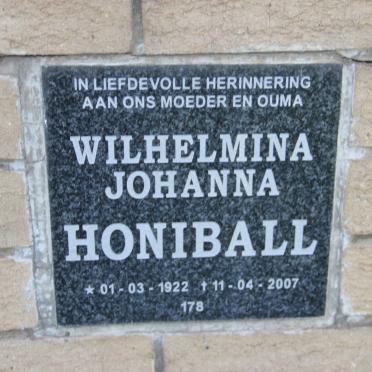 IN LIEFDEVOLLE HERINNERING
AAN ONS MOEDER EN OUMA
WILHELMINA
JOHANNA
HONIBALL
★ 01 - 03 - 1922 † 11 - 04 - 2007
178